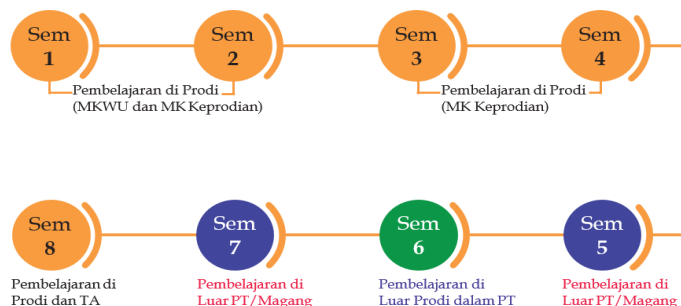 Sem
1
Sem
2
Sem
3
Sem
4
Pembelajaran di Prodi
(MKWU dan MK Keprodian)
Pembelajaran di Prodi
(MK Keprodian)
Sem
8
Sem
7
Sem
6
Sem
5
Pembelajaran di
Prodi dan TA
Pembelajaran di
Luar PT/Magang
Pembelajaran di
Luar Prodi dalam PT
Pembelajaran di
Luar PT/Magang